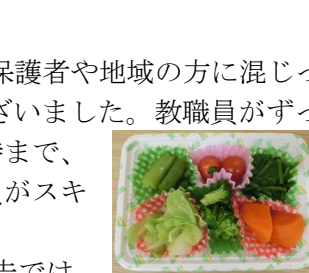 保護者や地域の方に混じっ
ざいました。教職員がずっ
まで、
がスキ
では